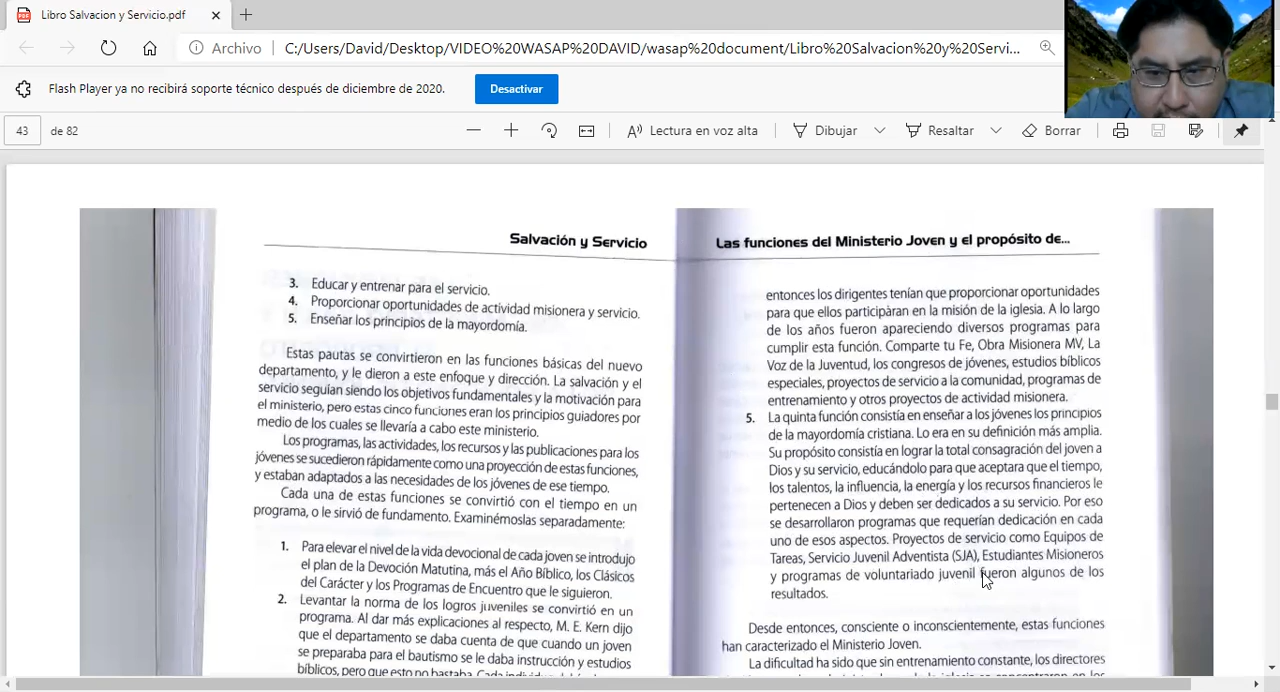 Libro Salvacion y Servicio.pdf
Archivo
C:/Users/David/Desktop/VIDEO%20WASAP%20DAVID/wasap%20document/Libro%20Salvacion%20y%20Servi...
Flash Player ya no recibirá soporte técnico después de diciembre de 2020.
Desactivar
43 de 82
Lectura en voz alta
Dibujar
Resaltar
Borrar
Salvación y Servicio
3. Educar y entrenar para el servicio.
4. Proporcionar oportunidades de actividad misionera y servicio.
5. Enseñar los principios de la mayordomía.
Estas pautas se convirtieron en las funciones básicas del nuevo
departamento, y le dieron a este enfoque y dirección. La salvación y el
servicio seguían siendo los objetivos fundamentales y la motivación para
el ministerio, pero estas cinco funciones eran los principios guiadores por
medio de los cuales se llevaría a cabo este ministerio.
Los programas, las actividades, los recursos y las publicaciones para los
jóvenes se sucedieron rápidamente como una proyección de estas funciones,
y estaban adaptados a las necesidades de los jóvenes de ese tiempo.
Cada una de estas funciones se convirtió con el tiempo en un
programa, o le sirvió de fundamento. Examinémoslas separadamente:
1. Para elevar el nivel de la vida devocional de cada joven se introdujo
el plan de la Devoción Matutina, más el Año Bíblico, los Clásicos
del Carácter y los Programas de Encuentro que le siguieron.
2. Levantar la norma de los logros juveniles se convirtió en un
programa. Al dar más explicaciones al respecto, M. E. Kern dijo
que el departamento se daba cuenta de que cuando un joven
se preparaba para el bautismo se le daba instrucción y estudios
bíblicos, pero que esto no bastaba. Cada
Las funciones del Ministerio Joven y el propósito de...
entonces los dirigentes tenían que proporcionar oportunidades
para que ellos participaran en la misión de la iglesia. A lo largo
de los años fueron apareciendo diversos programas para
cumplir esta función. Comparte tu Fe, Obra Misionera MV, La
Voz de la Juventud, los congresos de jóvenes, estudios bíblicos
especiales, proyectos de servicio a la comunidad, programas de
entrenamiento y otros proyectos de actividad misionera.
5. La quinta función consistía en enseñar a los jóvenes los principios
de la mayordomía cristiana. Lo era en su definición más amplia.
Su propósito consistía en lograr la total consagración del joven a
Dios y su servicio, educándolo para que aceptara que el tiempo,
los talentos, la influencia, la energía y los recursos financieros le
pertenecen a Dios y deben ser dedicados a su servicio. Por eso
se desarrollaron programas que requerían dedicación en cada
uno de esos aspectos. Proyectos de servicio como Equipos de
Tareas, Servicio Juvenil Adventista (SJA), Estudiantes Misioneros
y programas de voluntariado juvenil fueron algunos de los
resultados.
Desde entonces, consciente o inconscientemente, estas funciones
han caracterizado el Ministerio Joven.
La dificultad ha sido que sin entrenamiento constante, los directores